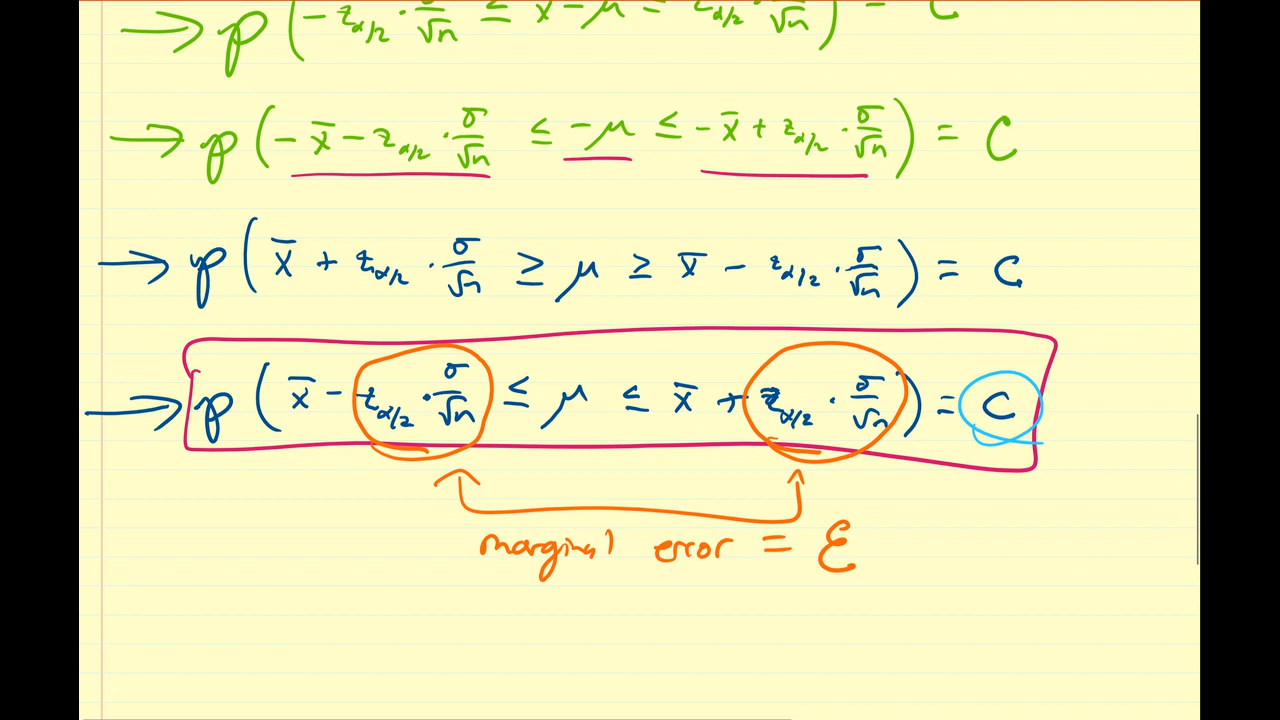 → p(-z_{α/2} · σ/√n ≤ x̄ - μ ≤ z_{α/2} · σ/√n) = C
→ p(-x̄ - z_{α/2} · σ/√n ≤ -μ ≤ -x̄ + z_{α/2} · σ/√n) = C
→ p(x̄ + z_{α/2} · σ/√n ≥ μ ≥ x̄ - z_{α/2} · σ/√n) = C
→ p(x̄ - z_{α/2} · σ/√n ≤ μ ≤ x̄ + z_{α/2} · σ/√n) = C
marginal error = ε